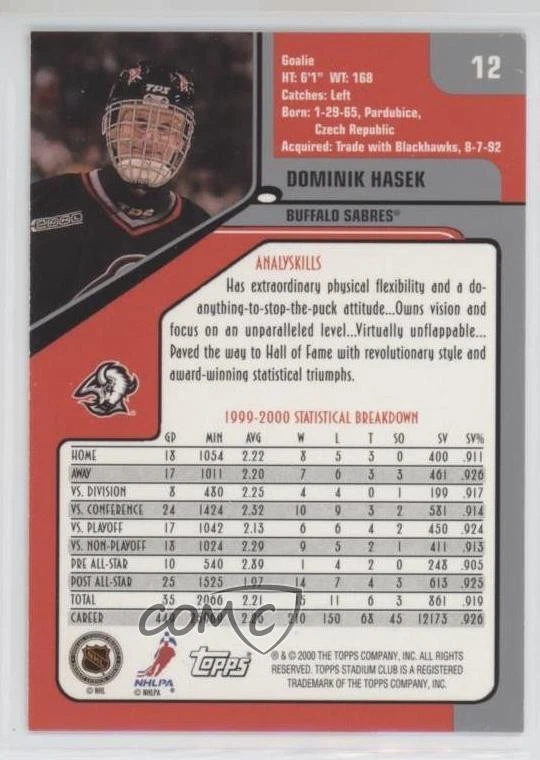 12
Goalie
HT: 6'1" WT: 168
Catches: Left
Born: 1-29-65, Pardubice,
Czech Republic
Acquired: Trade with Blackhawks, 8-7-92
DOMINIK HASEK
BUFFALO SABRES®
TPS
ANALYSKILLS
Has extraordinary physical flexibility and a do-
anything-to-stop-the-puck attitude...Owns vision and
focus on an unparalleled level...Virtually unflappable...
Paved the way to Hall of Fame with revolutionary style and
award-winning statistical triumphs.
1999-2000 STATISTICAL BREAKDOWN
GP MIN AVG W L T SO SV SV%
HOME 18 1054 2.22 8 5 3 0 400 .911
AWAY 17 1011 2.20 7 6 3 3 461 .926
VS. DIVISION 8 480 2.25 4 4 0 1 199 .917
VS. CONFERENCE 24 1424 2.32 10 9 3 2 581 .914
VS. PLAYOFF 17 1042 2.13 6 6 4 2 450 .924
VS. NON-PLAYOFF 18 1024 2.29 9 5 2 1 411 .913
PRE ALL-STAR 10 540 2.89 1 4 2 0 248 .905
POST ALL-STAR 25 1525 1.97 14 7 4 3 613 .925
TOTAL 35 2066 2.21 15 11 6 3 861 .919
CAREER 2.25 210 150 68 45 12173 .926
COMC
NHL
© NHL
NHLPA
© NHLPA
Topps
® & © 2000 THE TOPPS COMPANY, INC. ALL RIGHTS
RESERVED. TOPPS STADIUM CLUB IS A REGISTERED
TRADEMARK OF THE TOPPS COMPANY, INC.